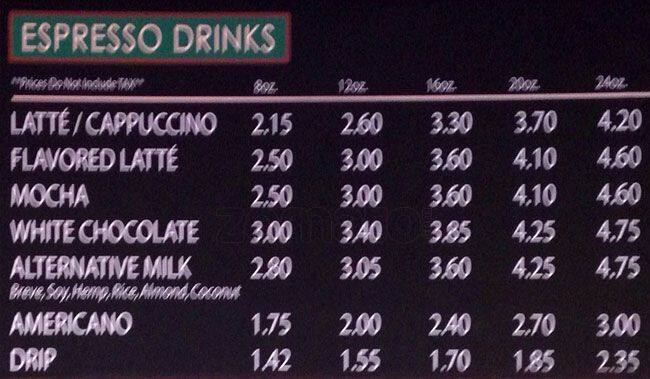 ESPRESSO DRINKS
**Prices Do Not Include TAX** 8oz. 12oz. 16oz. 20oz. 24oz.
LATTÉ / CAPPUCCINO 2.15 2.60 3.30 3.70 4.20
FLAVORED LATTÉ 2.50 3.00 3.60 4.10 4.60
MOCHA 2.50 3.00 3.60 4.10 4.60
WHITE CHOCOLATE 3.00 3.40 3.85 4.25 4.75
ALTERNATIVE MILK 2.80 3.05 3.60 4.25 4.75
Breve, Soy, Hemp, Rice, Almond, Coconut
AMERICANO 1.75 2.00 2.40 2.70 3.00
DRIP 1.42 1.55 1.70 1.85 2.35